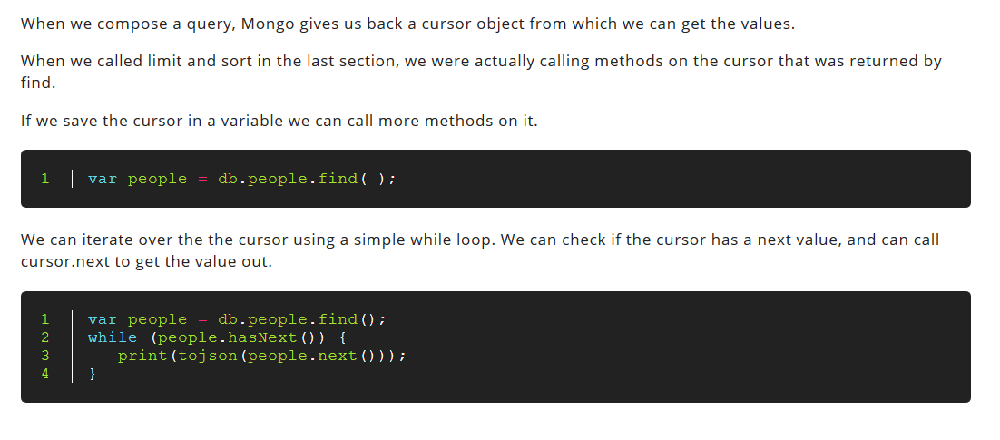 When we compose a query, Mongo gives us back a cursor object from which we can get the values.
When we called limit and sort in the last section, we were actually calling methods on the cursor that was returned by
find.
If we save the cursor in a variable we can call more methods on it.
1 var people = db.people.find( );
We can iterate over the the cursor using a simple while loop. We can check if the cursor has a next value, and can call
cursor.next to get the value out.
1 var people = db.people.find();
2 while (people.hasNext()) {
3    print(tojson(people.next()));
4 }